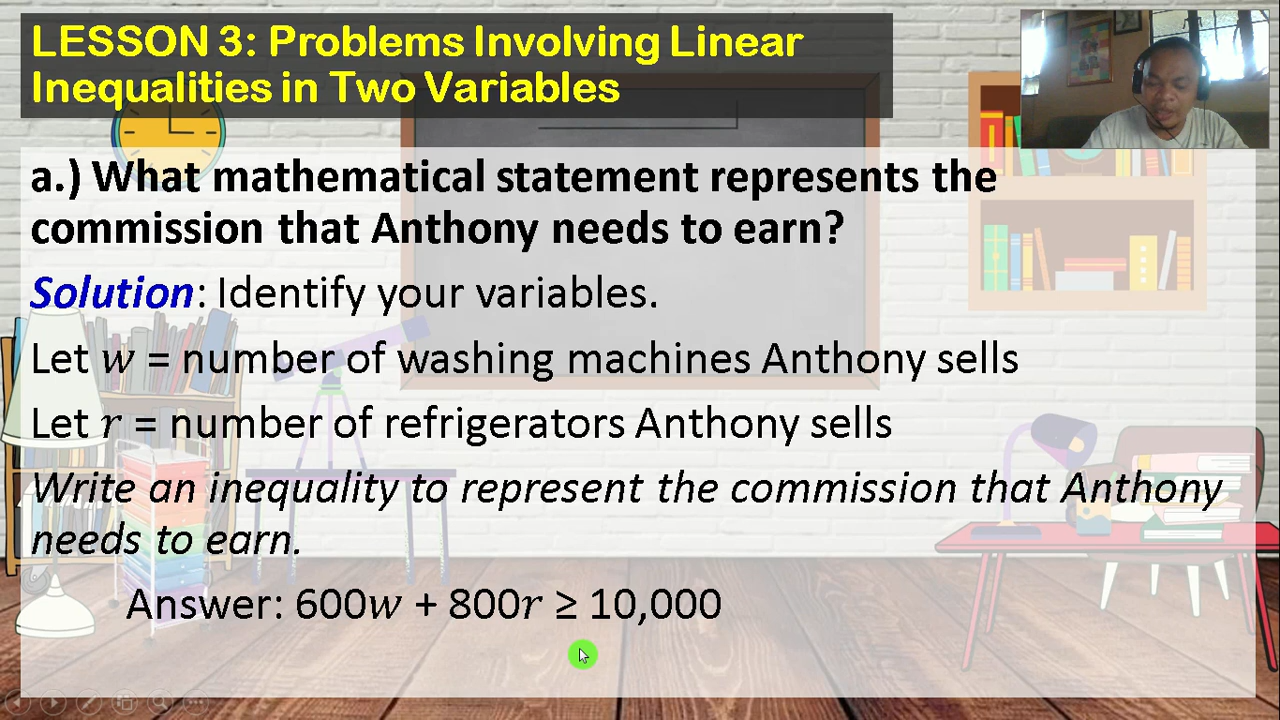 LESSON 3: Problems Involving Linear
Inequalities in Two Variables
a.) What mathematical statement represents the
commission that Anthony needs to earn?
Solution: Identify your variables.
Let w = number of washing machines Anthony sells
Let r = number of refrigerators Anthony sells
Write an inequality to represent the commission that Anthony
needs to earn.
Answer: 600w + 800r ≥ 10,000